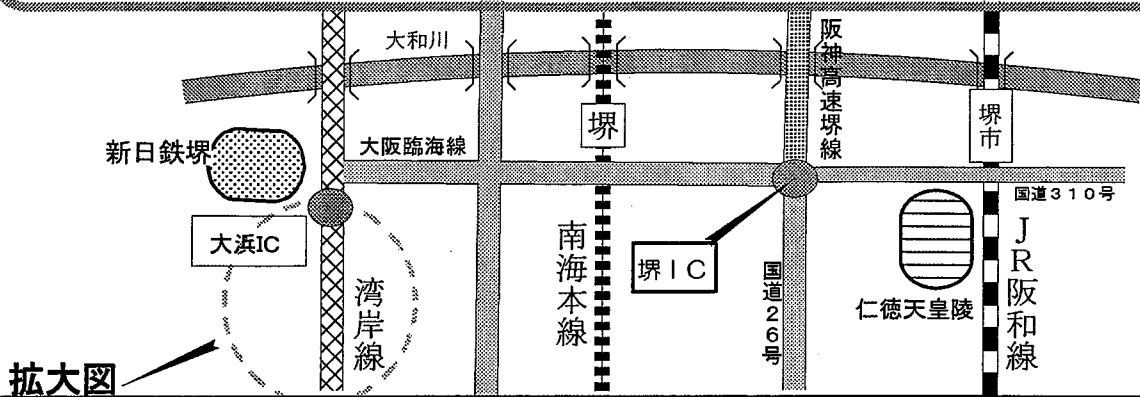 大和川
阪神高速堺線
堺
堺市
新日鉄堺
大阪臨海線
国道310号
大浜IC
堺IC
南海本線
湾岸線
国道26号
仁徳天皇陵
JR阪和線
拡大図